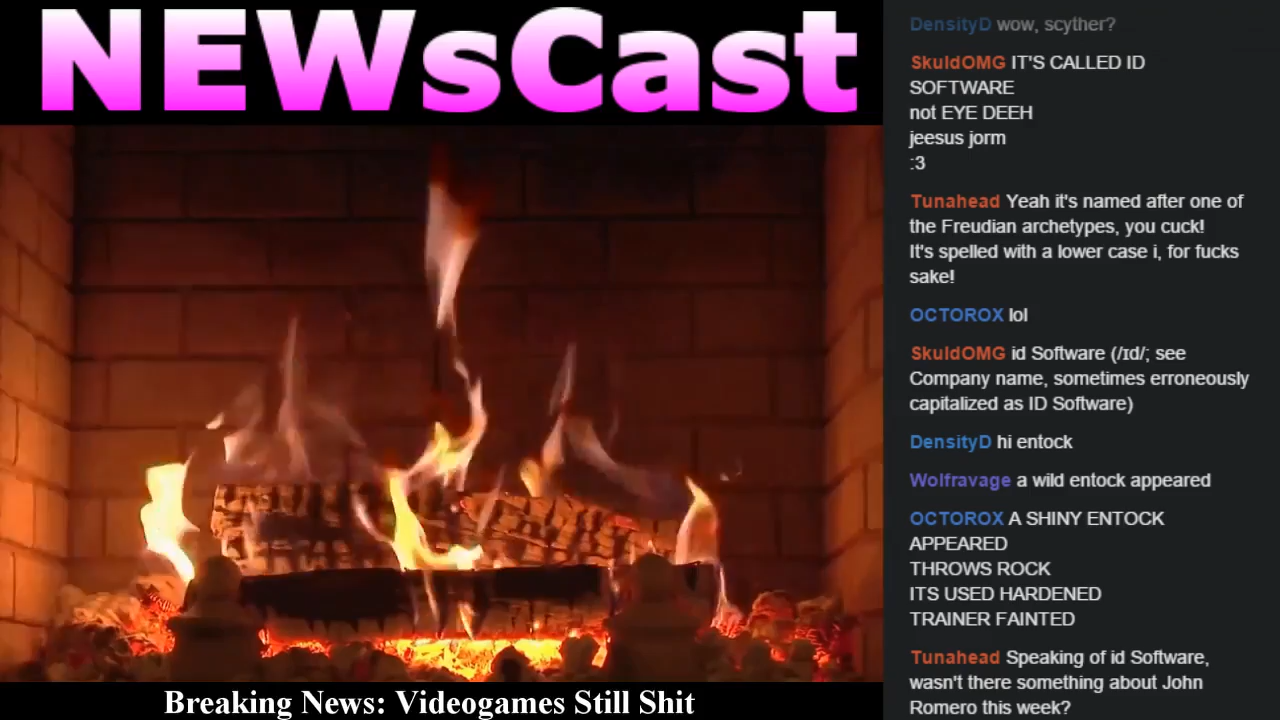 NEWsCast
Breaking News: Videogames Still Shit
DensityD wow, scyther?
SkuldOMG IT'S CALLED ID
SOFTWARE
not EYE DEEH
jeesus jorm
:3
Tunahead Yeah it's named after one of
the Freudian archetypes, you cuck!
It's spelled with a lower case i, for fucks
sake!
OCTOROX lol
SkuldOMG id Software (/ɪd/; see
Company name, sometimes erroneously
capitalized as ID Software)
DensityD hi entock
Wolfravage a wild entock appeared
OCTOROX A SHINY ENTOCK
APPEARED
THROWS ROCK
ITS USED HARDENED
TRAINER FAINTED
Tunahead Speaking of id Software,
wasn't there something about John
Romero this week?